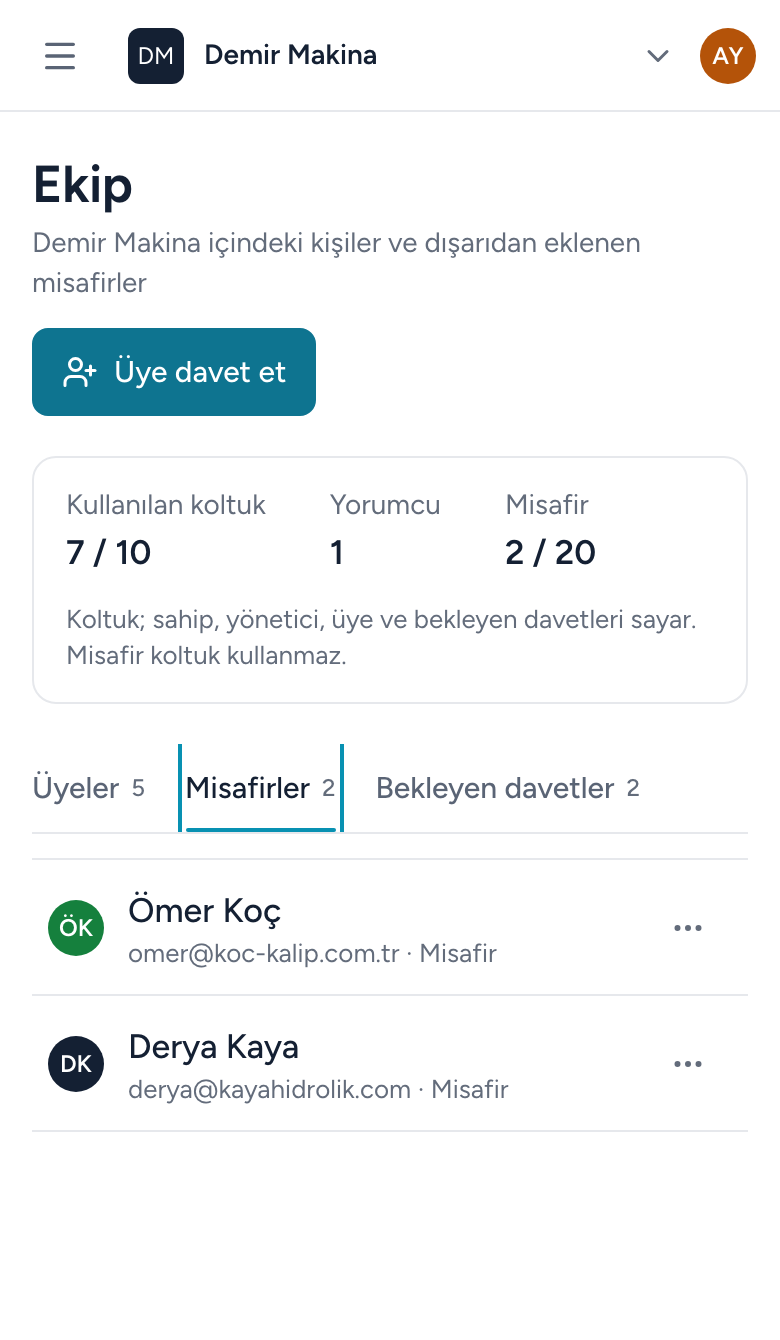 DM Demir Makina AY
Ekip
Demir Makina içindeki kişiler ve dışarıdan eklenen
misafirler
Üye davet et
Kullanılan koltuk Yorumcu Misafir
7 / 10 1 2 / 20
Koltuk; sahip, yönetici, üye ve bekleyen davetleri sayar.
Misafir koltuk kullanmaz.
Üyeler 5 Misafirler 2 Bekleyen davetler 2
ÖK Ömer Koç
omer@koc-kalip.com.tr · Misafir
DK Derya Kaya
derya@kayahidrolik.com · Misafir